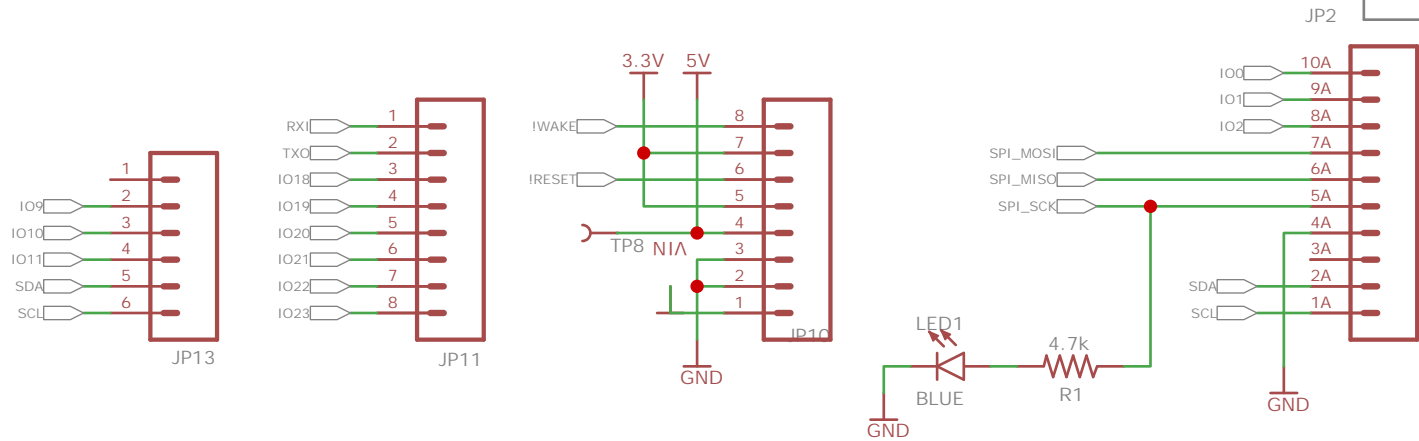 JP2
3.3V 5V
IO0 10A
IO1 9A
IO2 8A
SPI_MOSI 7A
SPI_MISO 6A
SPI_SCK 5A
4A
3A
SDA 2A
SCL 1A
RXI 1
TXO 2
IO18 3
IO19 4
IO20 5
IO21 6
IO22 7
IO23 8
JP11
!WAKE 8
7
!RESET 6
5
4
TP8 VIN
3
2
1
JP10
GND
1
IO9 2
IO10 3
IO11 4
SDA 5
SCL 6
JP13
LED1
BLUE
4.7k
R1
GND
GND